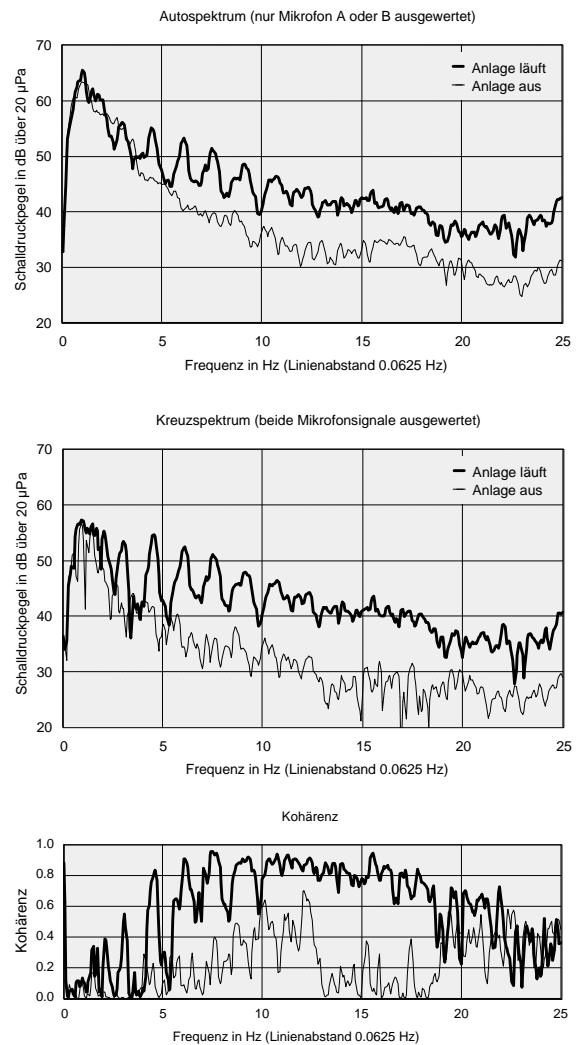 Autospektrum (nur Mikrofon A oder B ausgewertet)
Schalldruckpegel in dB über 20 µPa
70
60
50
40
30
20
Anlage läuft
Anlage aus
0 5 10 15 20 25
Frequenz in Hz (Linienabstand 0.0625 Hz)
Kreuzspektrum (beide Mikrofonsignale ausgewertet)
Schalldruckpegel in dB über 20 µPa
70
60
50
40
30
20
Anlage läuft
Anlage aus
0 5 10 15 20 25
Frequenz in Hz (Linienabstand 0.0625 Hz)
Kohärenz
Kohärenz
1.0
0.8
0.6
0.4
0.2
0.0
0 5 10 15 20 25
Frequenz in Hz (Linienabstand 0.0625 Hz)